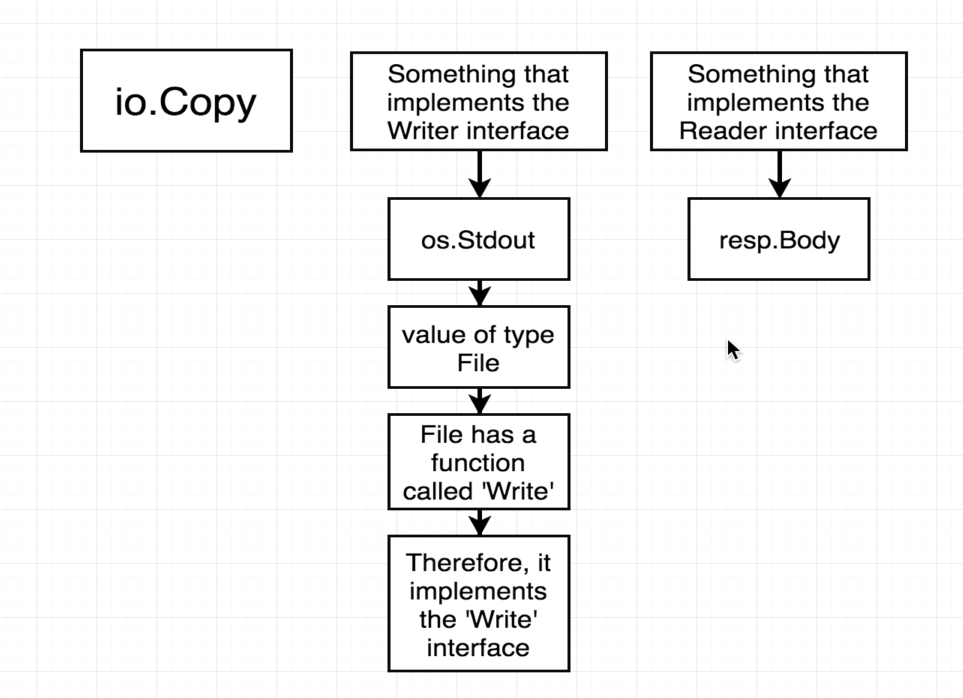 io.Copy
Something that
implements the
Writer interface
Something that
implements the
Reader interface
os.Stdout
resp.Body
value of type
File
File has a
function
called 'Write'
Therefore, it
implements
the 'Write'
interface